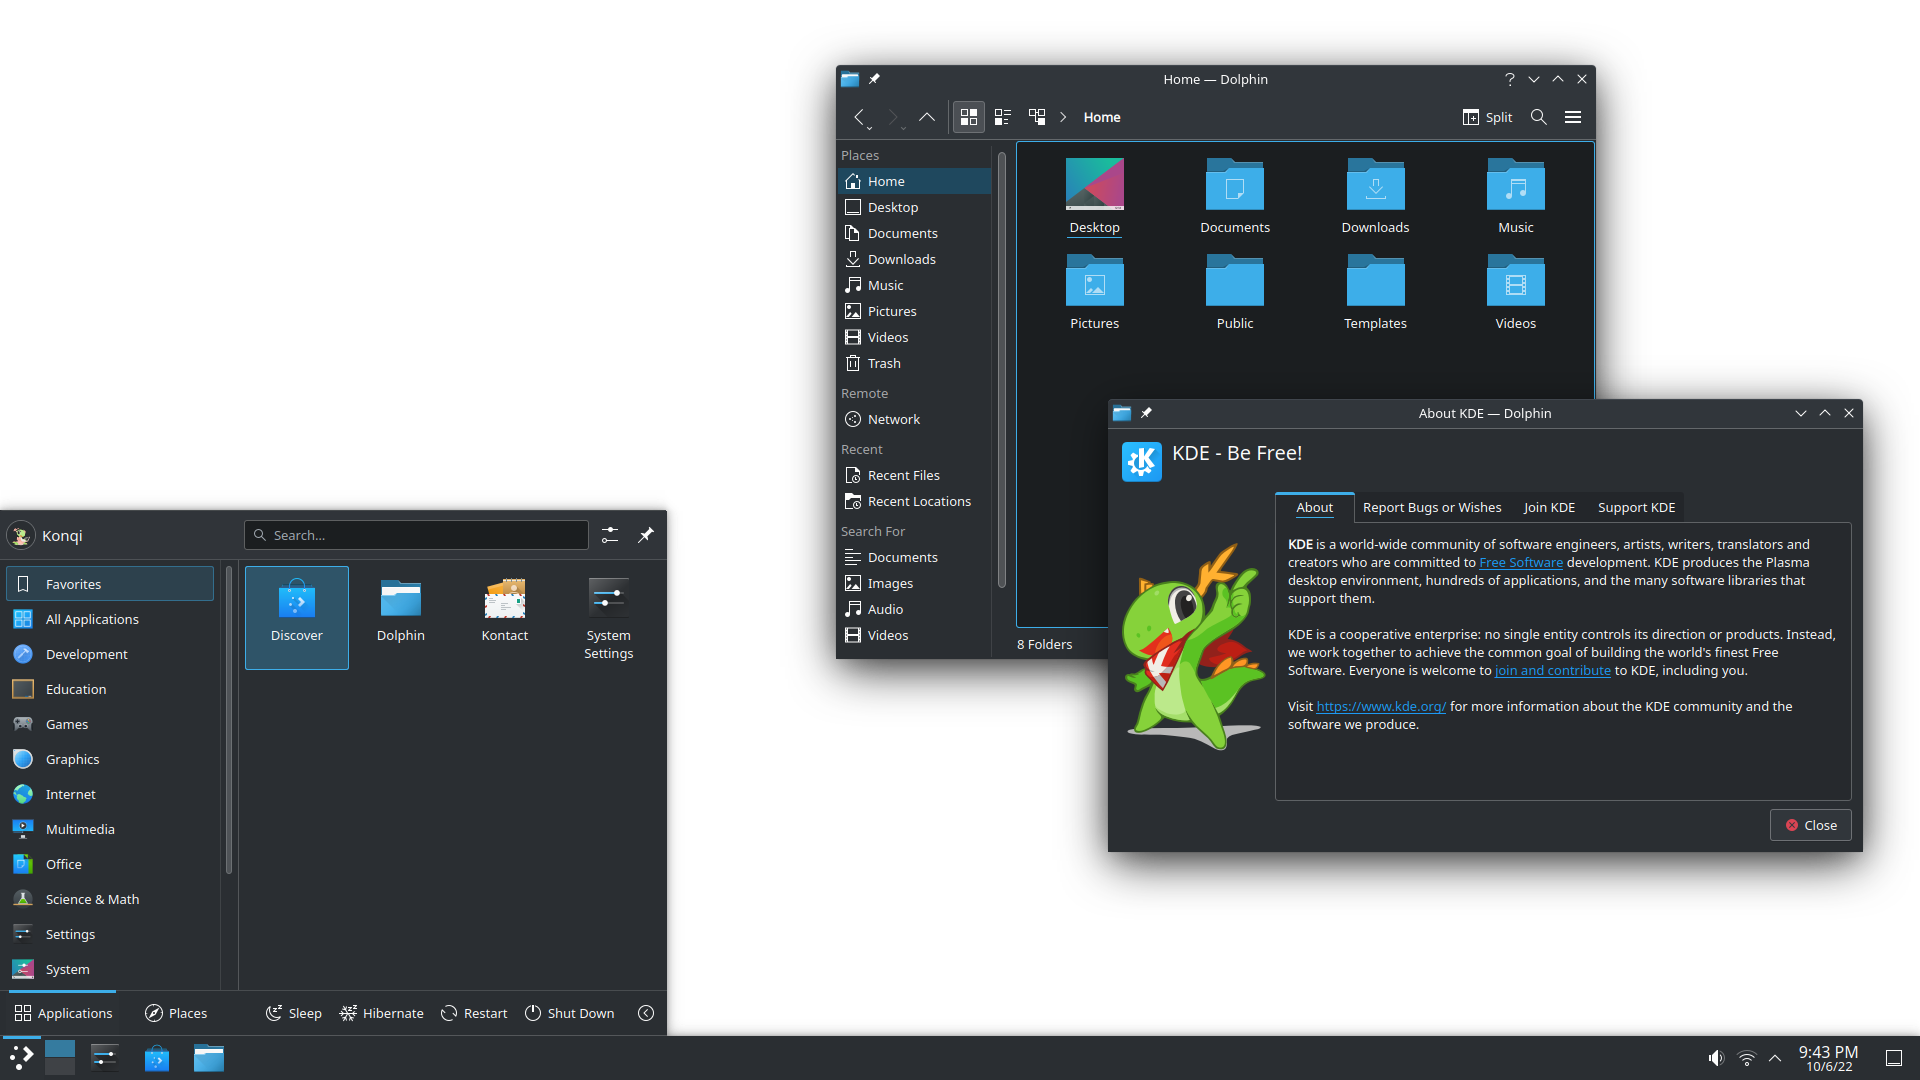 Home — Dolphin
Home
Split
Places
Home
Desktop
Documents
Downloads
Music
Pictures
Videos
Trash
Remote
Network
Recent
Recent Files
Recent Locations
Search For
Documents
Images
Audio
Videos
Desktop
Documents
Downloads
Music
Pictures
Public
Templates
Videos
8 Folders
About KDE — Dolphin
KDE - Be Free!
About
Report Bugs or Wishes
Join KDE
Support KDE
KDE is a world-wide community of software engineers, artists, writers, translators and
creators who are committed to Free Software development. KDE produces the Plasma
desktop environment, hundreds of applications, and the many software libraries that
support them.
KDE is a cooperative enterprise: no single entity controls its direction or products. Instead,
we work together to achieve the common goal of building the world's finest Free
Software. Everyone is welcome to join and contribute to KDE, including you.
Visit https://www.kde.org/ for more information about the KDE community and the
software we produce.
Close
Konqi
Search...
Favorites
All Applications
Development
Education
Games
Graphics
Internet
Multimedia
Office
Science & Math
Settings
System
Discover
Dolphin
Kontact
System
Settings
Applications
Places
Sleep
Hibernate
Restart
Shut Down
9:43 PM
10/6/22